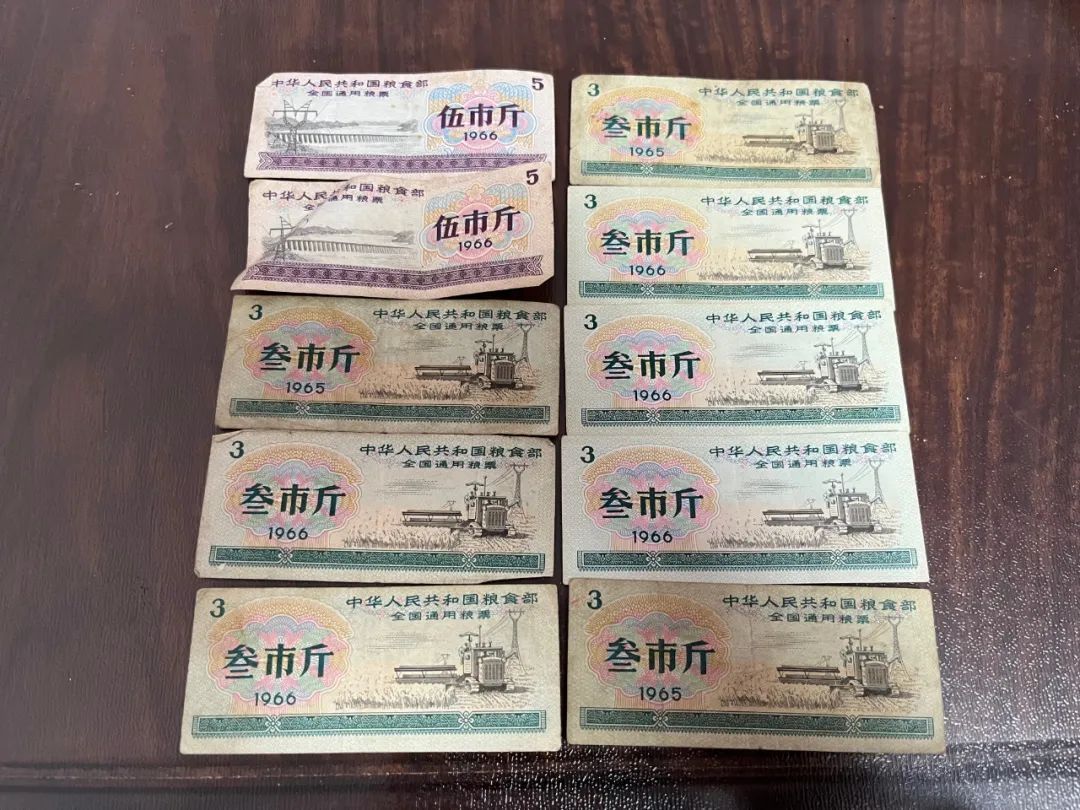 中华人民共和国粮食部
5
全国通用粮票
伍市斤
1966
中华人民和国粮食部
5
通用粮票
伍市斤
1966
3
中华人民共和国粮食部
全国通用粮票
叁市斤
1965
3
中华人民共和国粮食部
全国通用粮票
叁市斤
1966
3
中华人民共和国粮食部
全国通用粮票
叁市斤
1966
3
中华人民共和国粮食部
全国通用粮票
叁市斤
1965
3
中华人民共和国粮食部
全国通用粮票
叁市斤
1966
3
中华人民共和国粮食部
全国通用粮票
叁市斤
1966
3
中华人民共和国粮食部
全国通用粮票
叁市斤
1966
3
中华人民共和国粮食部
全国通用粮票
叁市斤
1965